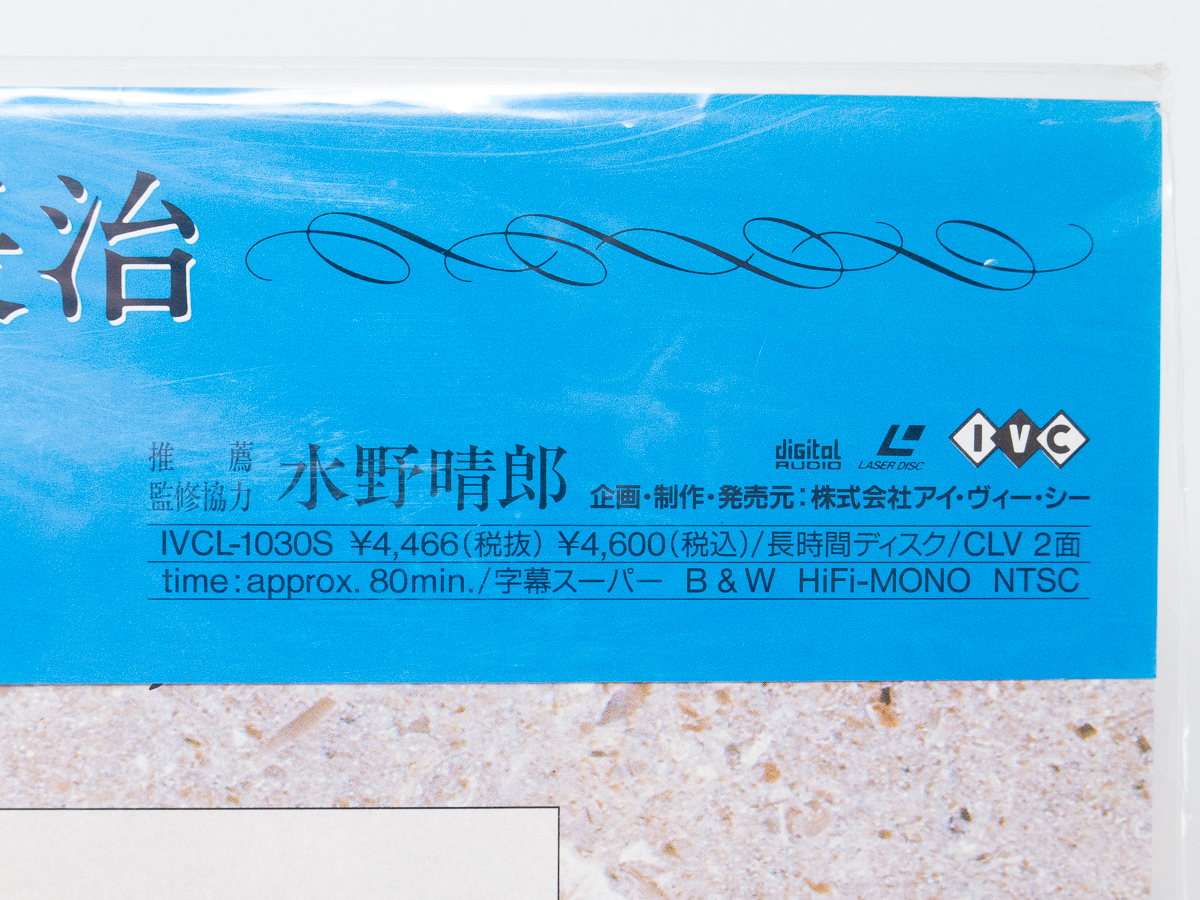 治
推薦
監修協力
水野晴郎
digital AUDIO
LASER DISC
IVC
企画・制作・発売元:株式会社アイ・ヴィー・シー
IVCL-1030S ¥4,466(税抜) ¥4,600(税込)/長時間ディスク/CLV 2面
time:approx. 80min./字幕スーパー B & W HiFi-MONO NTSC